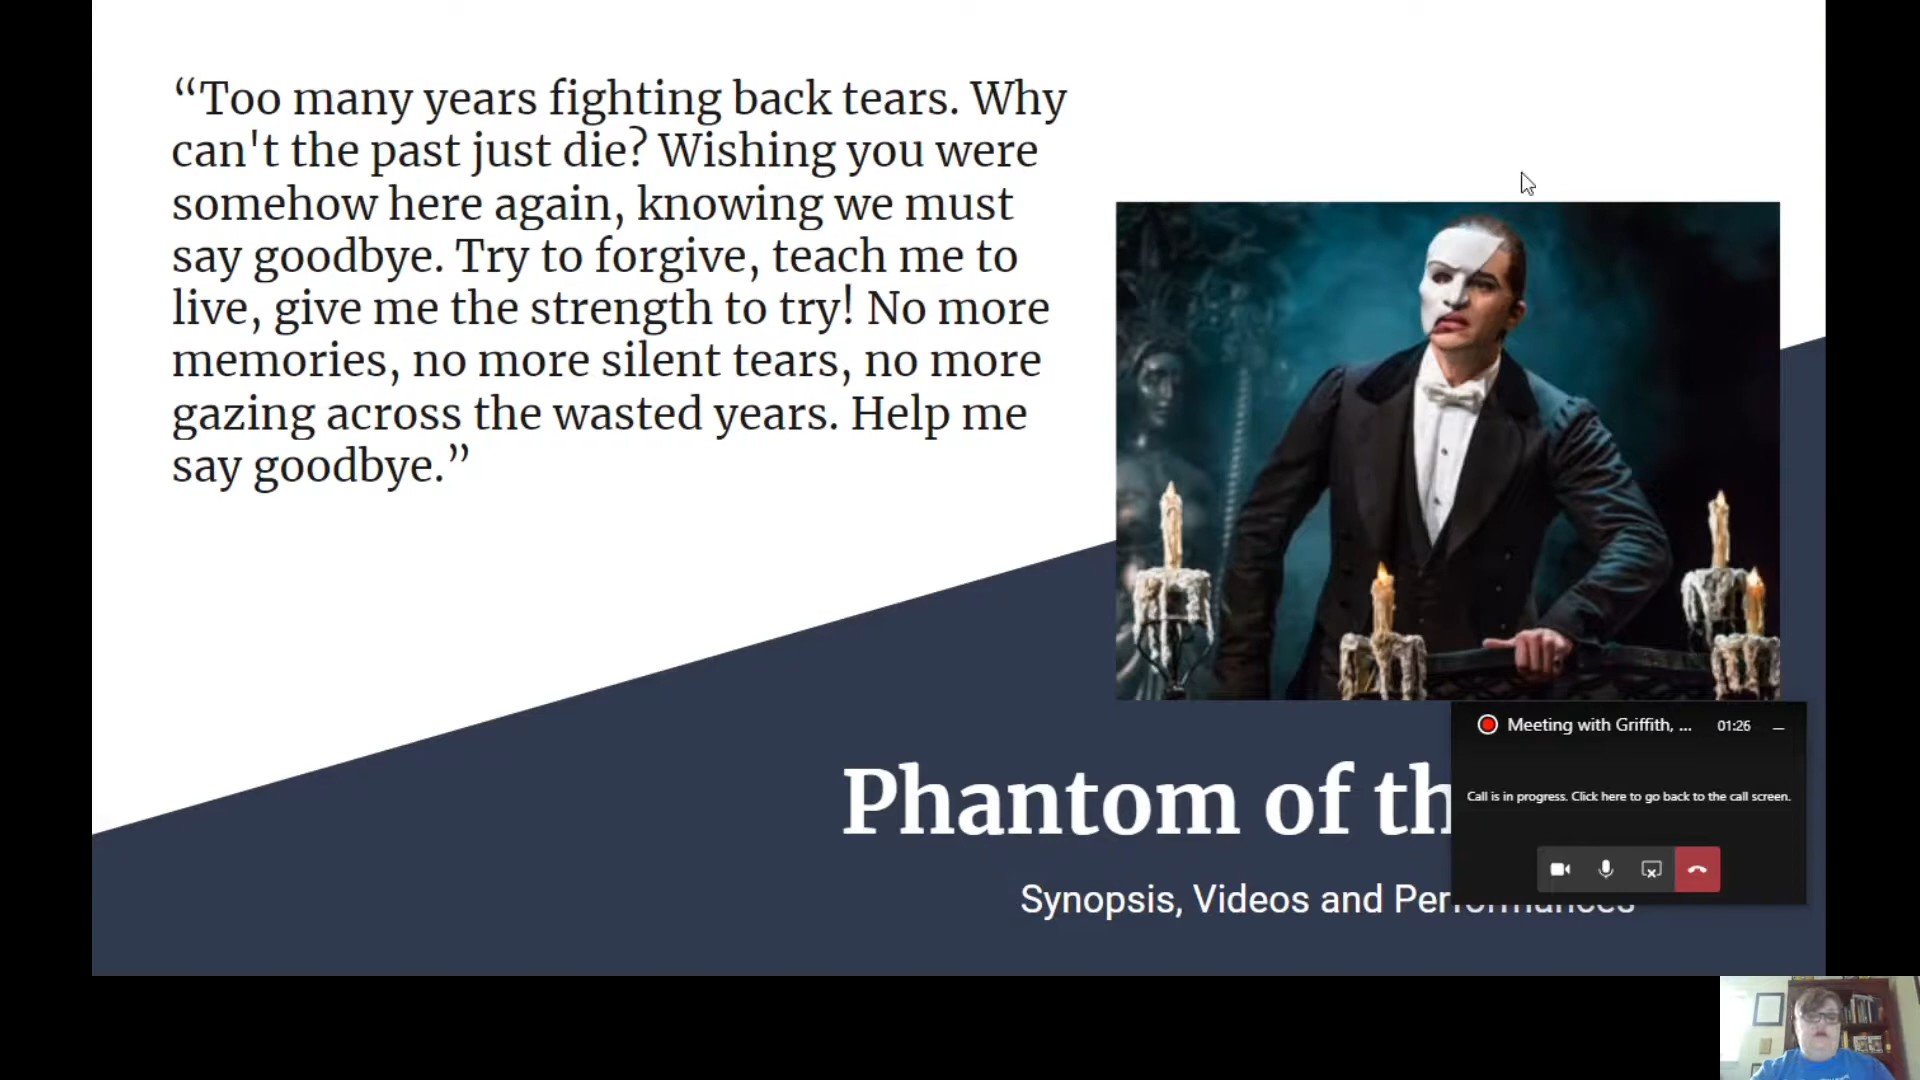 “Too many years fighting back tears. Why
can't the past just die? Wishing you were
somehow here again, knowing we must
say goodbye. Try to forgive, teach me to
live, give me the strength to try! No more
memories, no more silent tears, no more
gazing across the wasted years. Help me
say goodbye.”
Meeting with Griffith, ...
01:26
Call is in progress. Click here to go back to the call screen.
Phantom of th
Synopsis, Videos and Performances